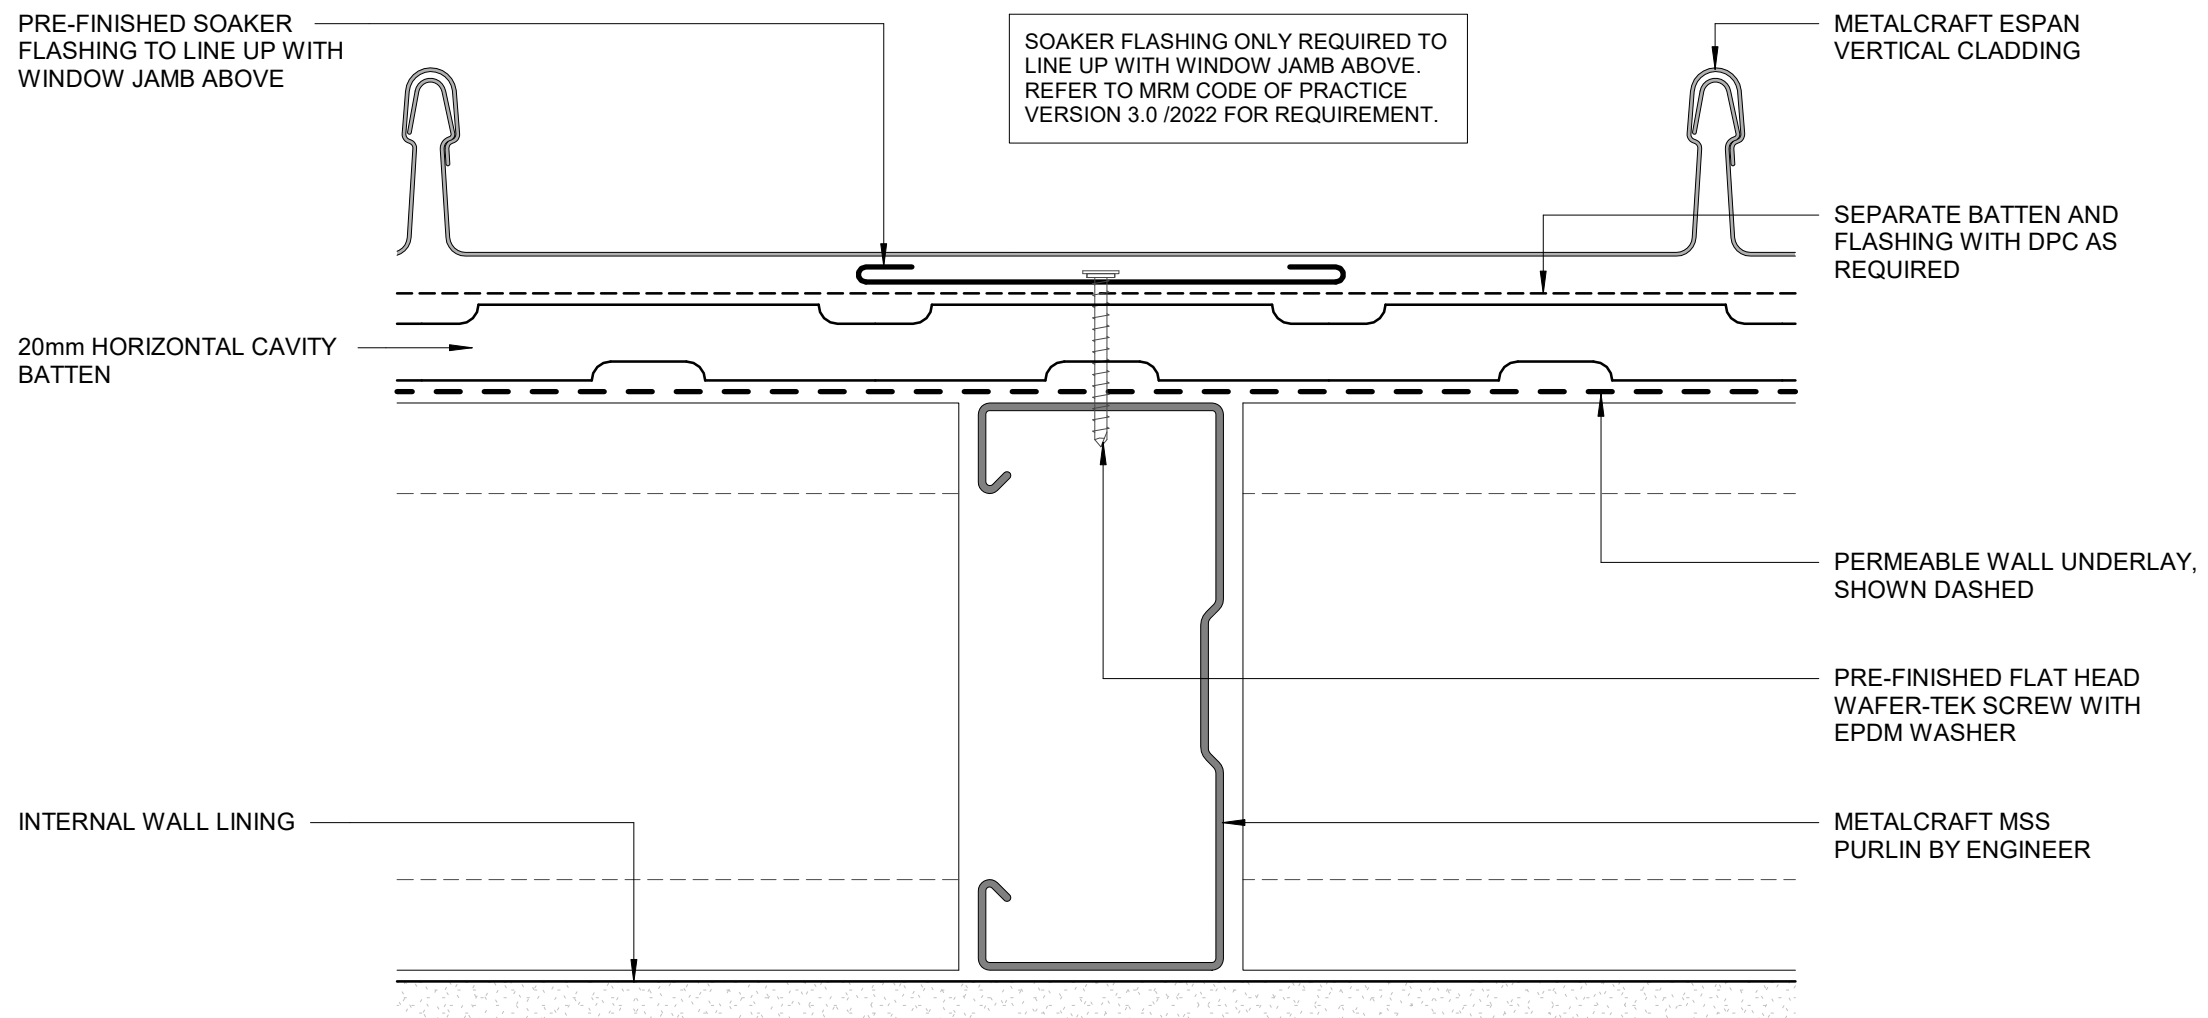 PRE-FINISHED SOAKER
FLASHING TO LINE UP WITH
WINDOW JAMB ABOVE
SOAKER FLASHING ONLY REQUIRED TO
LINE UP WITH WINDOW JAMB ABOVE.
REFER TO MRM CODE OF PRACTICE
VERSION 3.0 /2022 FOR REQUIREMENT.
METALCRAFT ESPAN
VERTICAL CLADDING
SEPARATE BATTEN AND
FLASHING WITH DPC AS
REQUIRED
20mm HORIZONTAL CAVITY
BATTEN
PERMEABLE WALL UNDERLAY,
SHOWN DASHED
PRE-FINISHED FLAT HEAD
WAFER-TEK SCREW WITH
EPDM WASHER
INTERNAL WALL LINING
METALCRAFT MSS
PURLIN BY ENGINEER